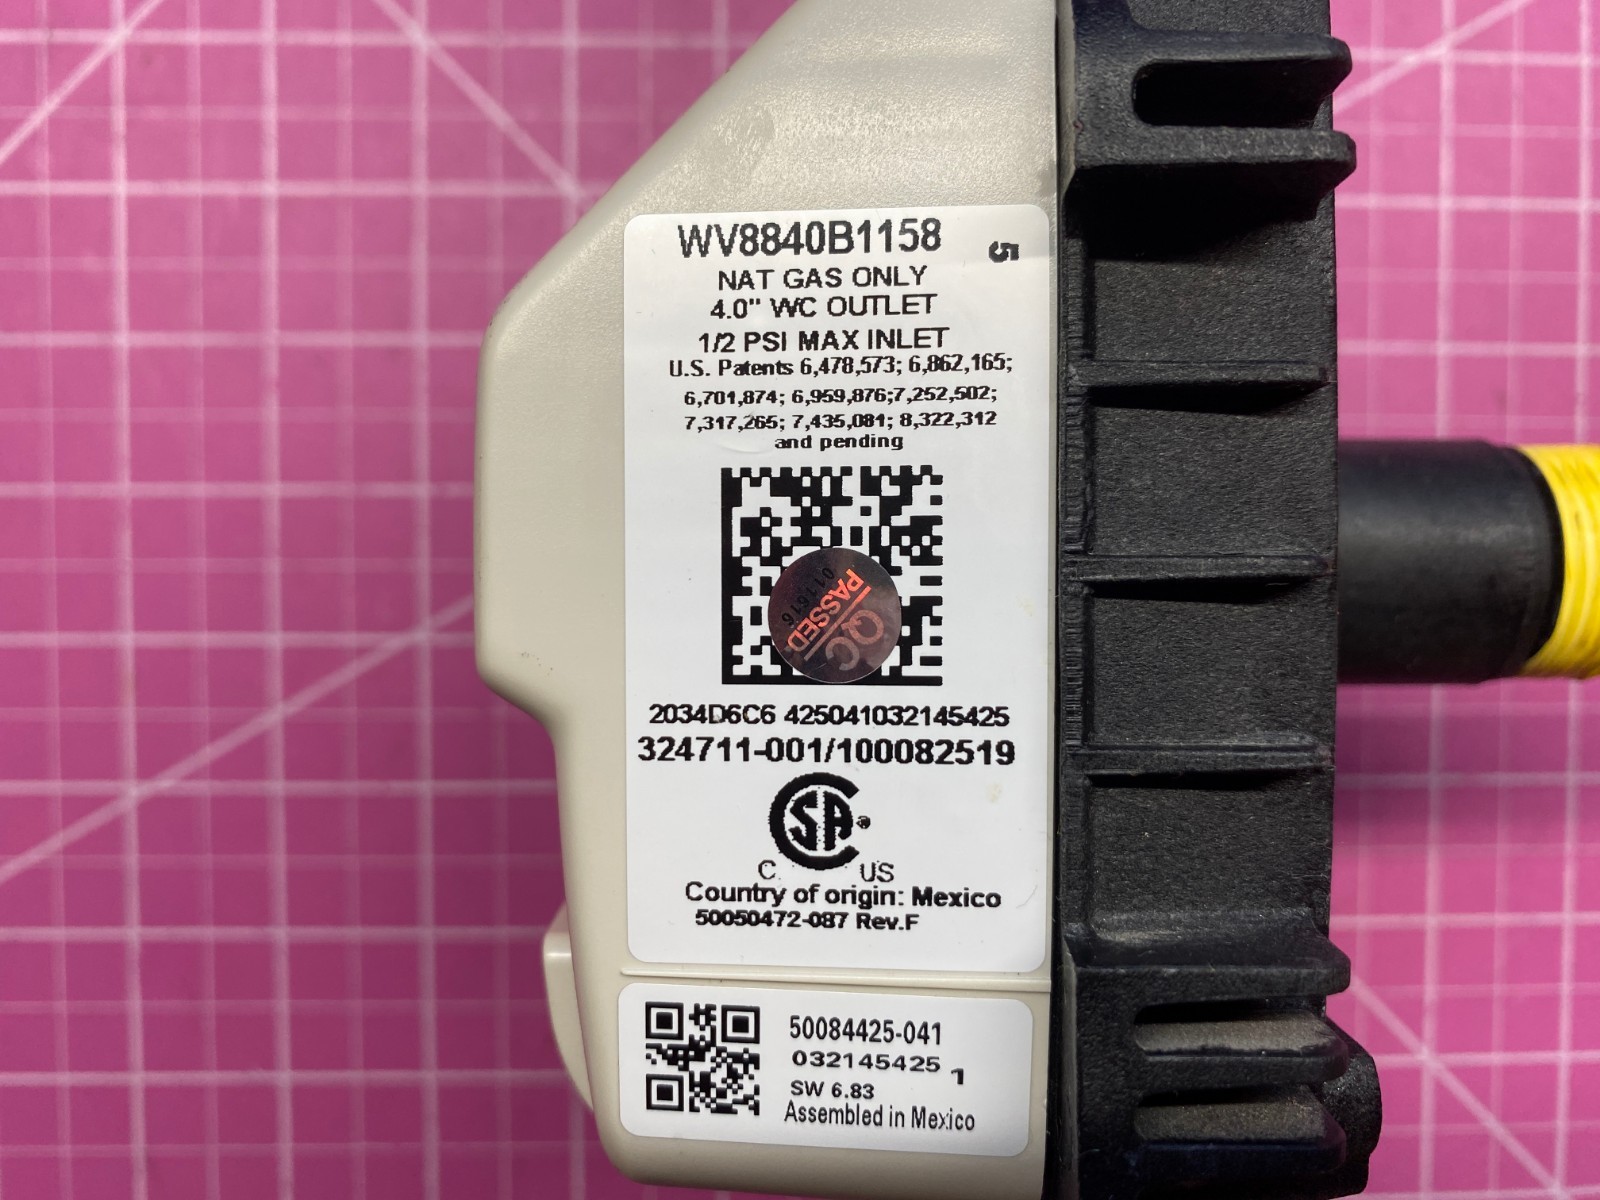 WV8840B1158
5
NAT GAS ONLY
4.0" WC OUTLET
1/2 PSI MAX INLET
U.S. Patents 6,478,573; 6,862,165;
6,701,874; 6,959,876;7,252,502;
7,317,265; 7,435,081; 8,322,312
and pending
QC
PASSED
011616
2034D6C6 425041032145425
324711-001/100082519
CSA®
C US
Country of origin: Mexico
50050472-087 Rev.F
50084425-041
032145425 1
SW 6.83
Assembled in Mexico